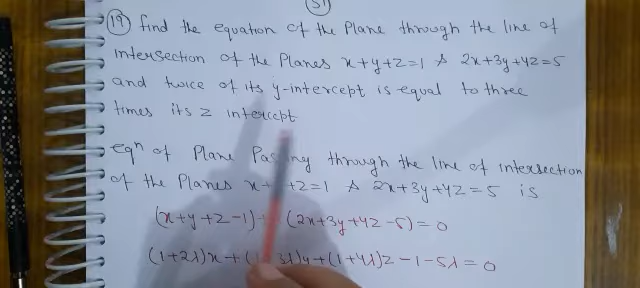 51
(19) find the equation of the Plane through the line of
intersection of the Planes x+y+z=1 & 2x+3y+4z=5
and twice of its y-intercept is equal to three
times its z intercept
eqn of Plane Passing through the line of intersection
of the Planes x+ +z=1 & 2x+3y+4z=5 is
(x+y+z-1)+ (2x+3y+4z-5)=0
(1+2λ)x+(1 3λ)y+(1+4λ)z-1-5λ=0